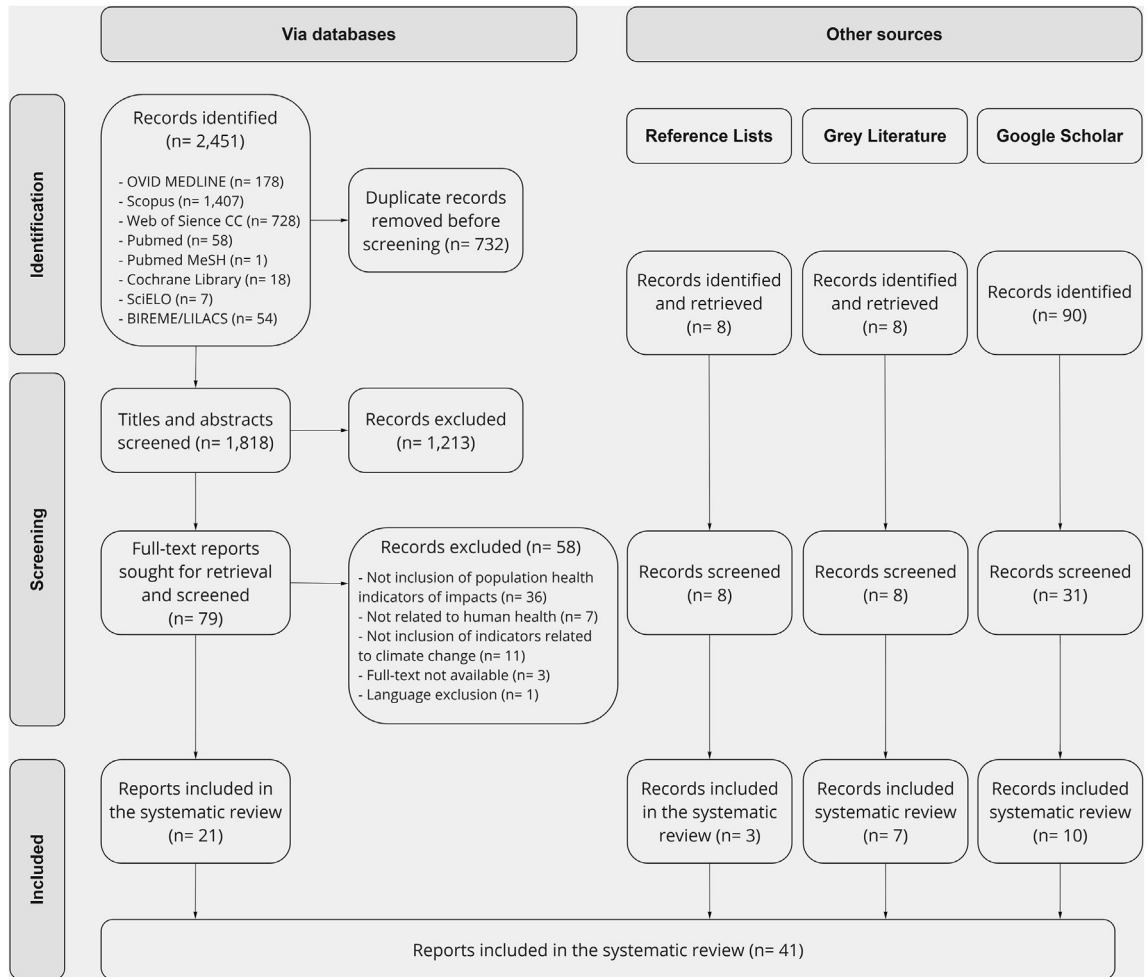 Via databases
Other sources
Identification
Records identified
(n= 2,451)
- OVID MEDLINE (n= 178)
- Scopus (n= 1,407)
- Web of Sience CC (n= 728)
- Pubmed (n= 58)
- Pubmed MeSH (n= 1)
- Cochrane Library (n= 18)
- SciELO (n= 7)
- BIREME/LILACS (n= 54)
Duplicate records
removed before
screening (n= 732)
Reference Lists
Grey Literature
Google Scholar
Records identified
and retrieved
(n= 8)
Records identified
and retrieved
(n= 8)
Records identified
(n= 90)
Screening
Titles and abstracts
screened (n= 1,818)
Records excluded
(n= 1,213)
Full-text reports
sought for retrieval
and screened
(n= 79)
Records excluded (n= 58)
- Not inclusion of population health
indicators of impacts (n= 36)
- Not related to human health (n= 7)
- Not inclusion of indicators related
to climate change (n= 11)
- Full-text not available (n= 3)
- Language exclusion (n= 1)
Records screened
(n= 8)
Records screened
(n= 8)
Records screened
(n= 31)
Included
Reports included in
the systematic review
(n= 21)
Records included
in the systematic
review (n= 3)
Records included
systematic review
(n= 7)
Records included
systematic review
(n= 10)
Reports included in the systematic review (n= 41)